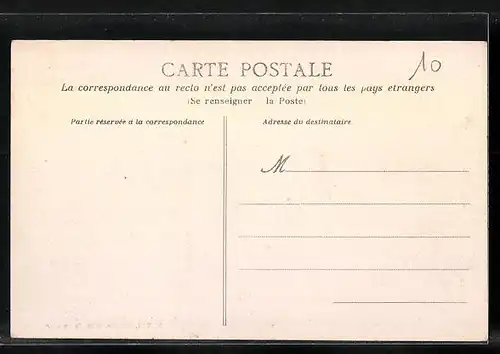 CARTE POSTALE
10
La correspondance au recto n'est pas acceptée par tous les pays etrangers
(Se renseigner la Poste)
Partie réservée à la correspondance
Adresse du destinataire
M